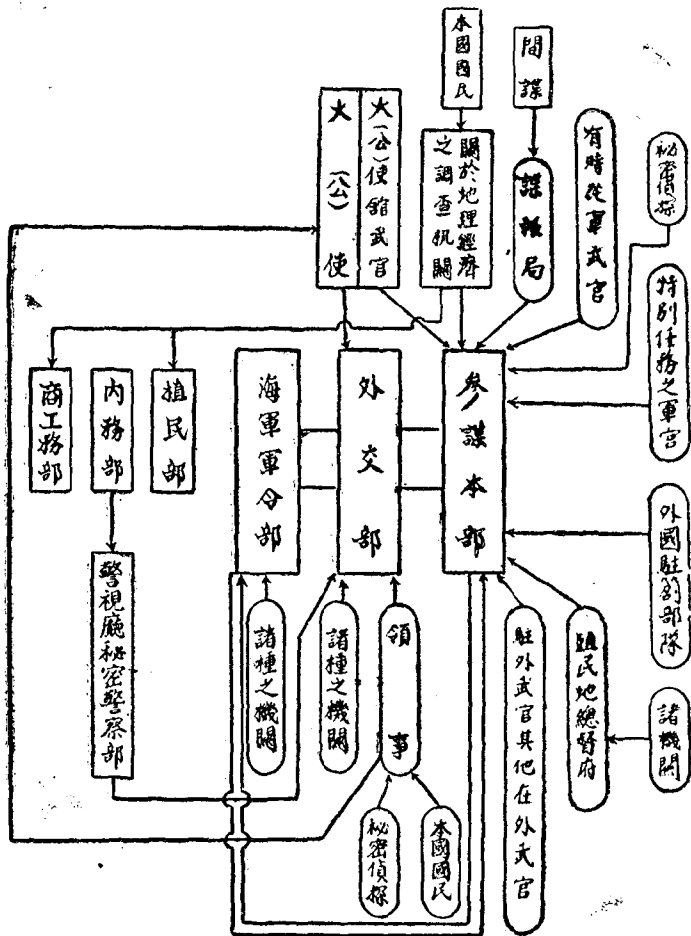 秘密偵探
特別任務之軍官
外國駐劄部隊
諸機關
有時從軍武官
殖民地總督府
間諜
諜報局
駐外武官其他在外武官
本國國民
關於地理經濟
之調查機關
參謀本部
本國國民
大(公)使館武官
大(公)使
外交部
領事
秘密偵探
諸種之機關
海軍軍令部
諸種之機關
植民部
內務部
警視廳秘密警察部
商工務部